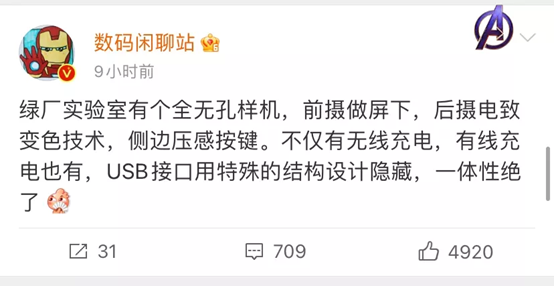 数码闲聊站
9小时前
绿厂实验室有个全无孔样机，前摄做屏下，后摄电致
变色技术，侧边压感按键。不仅有无线充电，有线充
电也有，USB接口用特殊的结构设计隐藏，一体性绝
了
31 709 4920